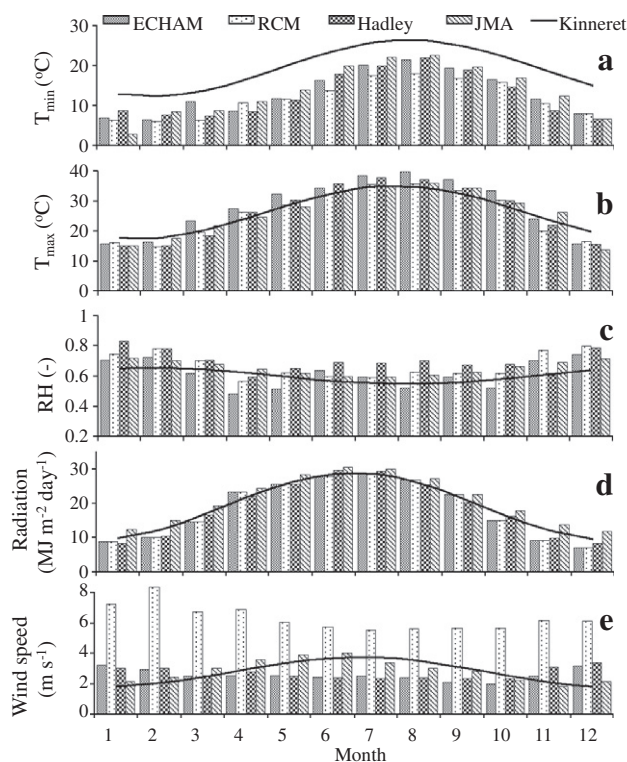 ECHAM RCM Hadley JMA Kinneret
a
T_min (°C)
30
20
10
0
b
T_max (°C)
40
30
20
10
0
c
RH (-)
1
0.8
0.6
0.4
0.2
d
Radiation
(MJ m⁻² day⁻¹)
30
20
10
0
e
Wind speed
(m s⁻¹)
8
6
4
2
0
1 2 3 4 5 6 7 8 9 10 11 12
Month